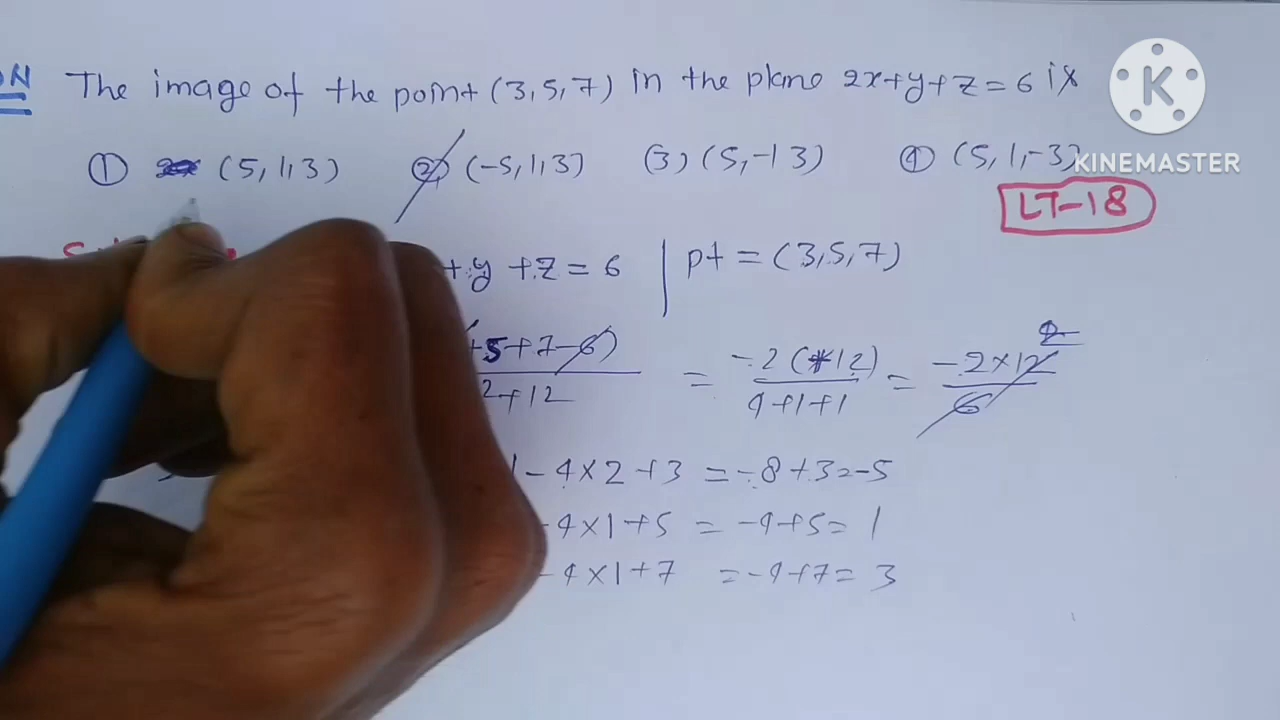 The image of the point (3,5,7) in the plane 2x+y+z=6 is
① (5,1,3) ② (-5,1,3) (3) (5,-1 3) ④ (5,1,-3)
KINEMASTER
LT-18
+y+z=6 | pt = (3,5,7)
+5+7-6) = -2(12) = -2×12 2
2+12 4+1+1 6
-4×2+3 = -8+3=-5
-4×1+5 = -4+5=1
-4×1+7 =-4+7=3